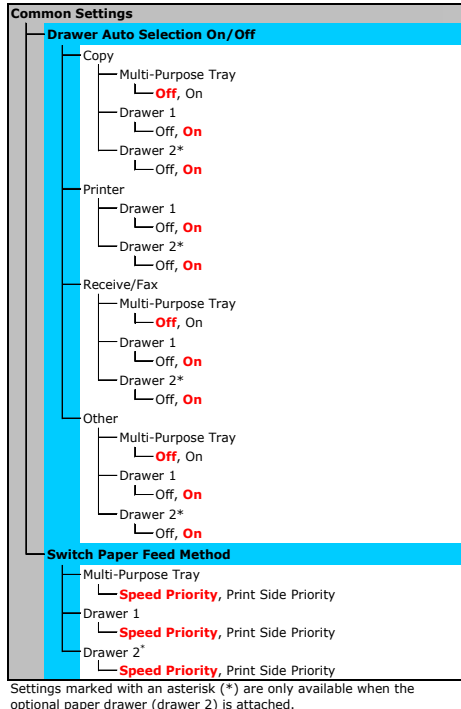 Common Settings
Drawer Auto Selection On/Off
Copy
Multi-Purpose Tray
Off, On
Drawer 1
Off, On
Drawer 2*
Off, On
Printer
Drawer 1
Off, On
Drawer 2*
Off, On
Receive/Fax
Multi-Purpose Tray
Off, On
Drawer 1
Off, On
Drawer 2*
Off, On
Other
Multi-Purpose Tray
Off, On
Drawer 1
Off, On
Drawer 2*
Off, On
Switch Paper Feed Method
Multi-Purpose Tray
Speed Priority, Print Side Priority
Drawer 1
Speed Priority, Print Side Priority
Drawer 2*
Speed Priority, Print Side Priority
Settings marked with an asterisk (*) are only available when the
optional paper drawer (drawer 2) is attached.